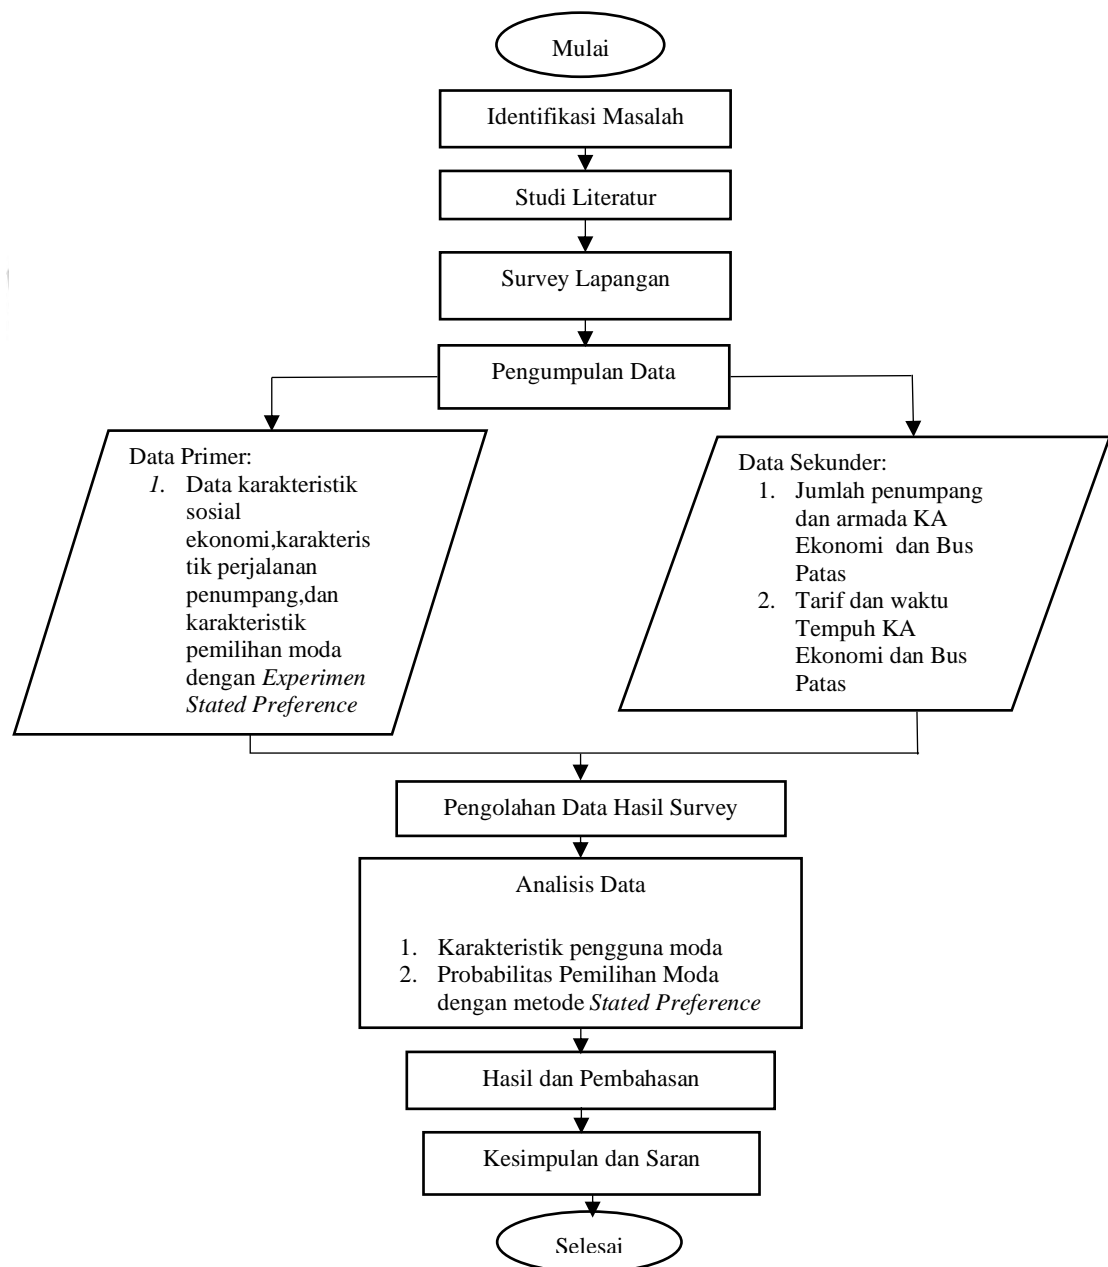 Mulai
Identifikasi Masalah
Studi Literatur
Survey Lapangan
Pengumpulan Data
Data Primer:
1. Data karakteristik
sosial
ekonomi,karakteris
tik perjalanan
penumpang,dan
karakteristik
pemilihan moda
dengan Experimen
Stated Preference
Data Sekunder:
1. Jumlah penumpang
dan armada KA
Ekonomi dan Bus
Patas
2. Tarif dan waktu
Tempuh KA
Ekonomi dan Bus
Patas
Pengolahan Data Hasil Survey
Analisis Data
1. Karakteristik pengguna moda
2. Probabilitas Pemilihan Moda
dengan metode Stated Preference
Hasil dan Pembahasan
Kesimpulan dan Saran
Selesai